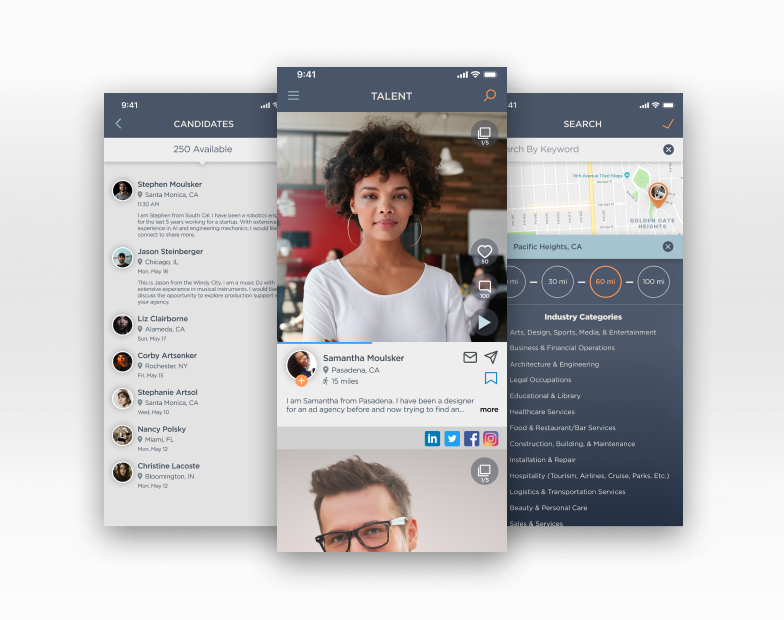 9:41
CANDIDATES
250 Available
Stephen Moulsker
Santa Monica, CA
11:30 AM
I am Stephen from South Cal. I have been a robotics en
for the last 5 years working for a startup. With extensive
experience in AI and engineering mechanics, I would like
connect to share more.
Jason Steinberger
Chicago, IL
Mon, May 18
This is Jason from the Windy City. I am a music DJ with
extensive experience in musical instruments. I would like
discuss the opportunity to explore production support
your agency.
Liz Clairborne
Alameda, CA
Sun, May 17
Corby Artsenker
Rochester, NY
Fri, May 15
Stephanie Artsol
Santa Monica, CA
Wed, May 10
Nancy Polsky
Miami, FL
Mon, May 12
Christine Lacoste
Bloomington, IN
Mon, May 12
9:41
TALENT
1/5
50
100
Samantha Moulsker
Pasadena, CA
15 miles
I am Samantha from Pasadena. I have been a designer
for an ad agency before and now trying to find an...
more
in
f
1/5
:41
SEARCH
arch By Keyword
16th Avenue Tiled Steps
GOLDEN GATE
HEIGHTS
Pacific Heights, CA
mi
30 mi
60 mi
100 mi
Industry Categories
Arts, Design, Sports, Media, & Entertainment
Business & Financial Operations
Architecture & Engineering
Legal Occupations
Educational & Library
Healthcare Services
Food & Restaurant/Bar Services
Construction, Building, & Maintenance
Installation & Repair
Hospitality (Tourism, Airlines, Cruise, Parks, Etc.)
Logistics & Transportation Services
Beauty & Personal Care
Sales & Services